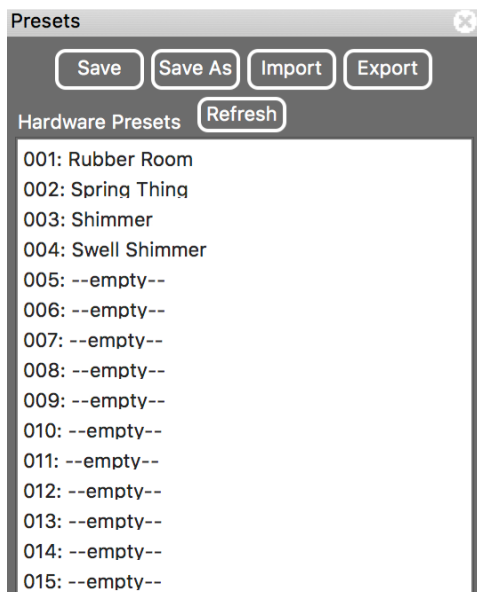 Presets
Save Save As Import Export
Hardware Presets Refresh
001: Rubber Room
002: Spring Thing
003: Shimmer
004: Swell Shimmer
005: --empty--
006: --empty--
007: --empty--
008: --empty--
009: --empty--
010: --empty--
011: --empty--
012: --empty--
013: --empty--
014: --empty--
015: --empty--